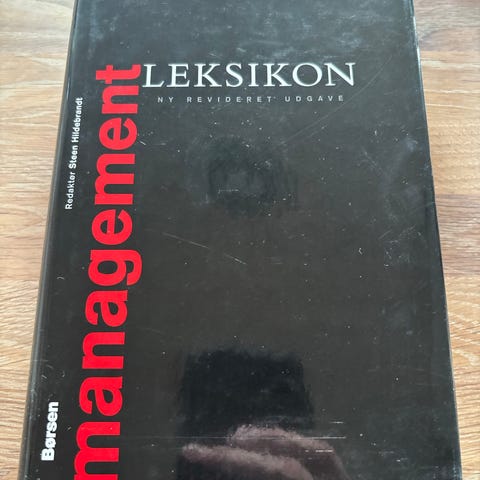 LEKSIKON
NY REVIDERET UDGAVE
management
Redaktør Steen Hildebrandt
Børsen